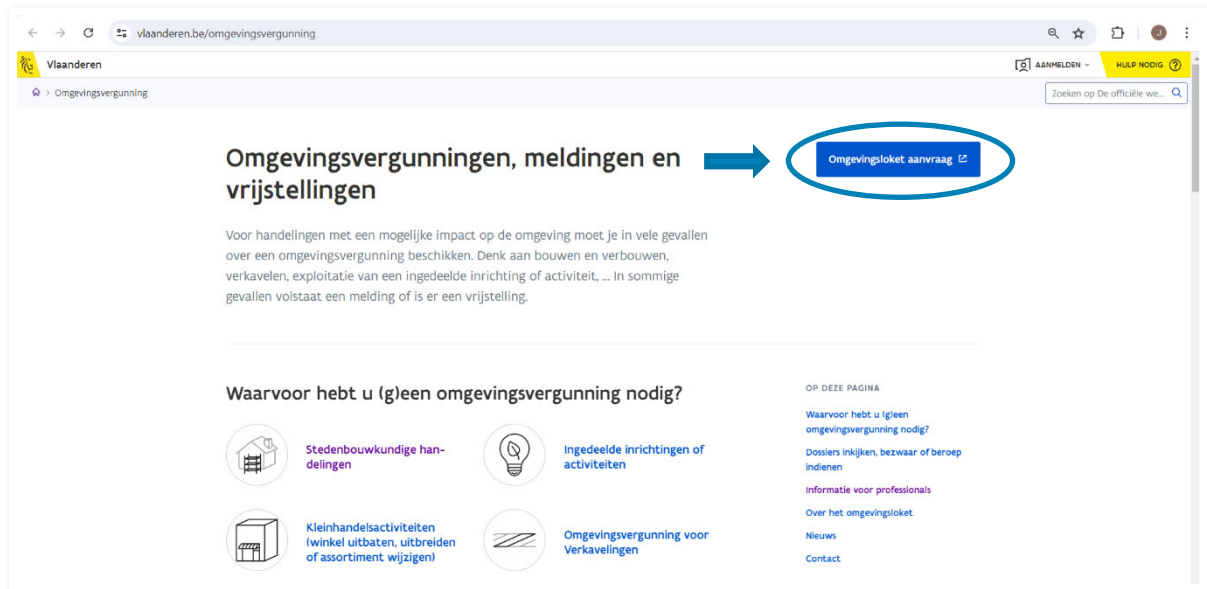 vlaanderen.be/omgevingsvergunning
J
Vlaanderen
AANMELDEN
HULP NODIG ?
> Omgevingsvergunning
Zoeken op De officiële we...
Omgevingsvergunningen, meldingen en
vrijstellingen
Omgevingsloket aanvraag
Voor handelingen met een mogelijke impact op de omgeving moet je in vele gevallen
over een omgevingsvergunning beschikken. Denk aan bouwen en verbouwen,
verkavelen, exploitatie van een ingedeelde inrichting of activiteit, ... In sommige
gevallen volstaat een melding of is er een vrijstelling.
Waarvoor hebt u (g)een omgevingsvergunning nodig?
Stedenbouwkundige han-
delingen
Ingedeelde inrichtingen of
activiteiten
Kleinhandelsactiviteiten
(winkel uitbaten, uitbreiden
of assortiment wijzigen)
Omgevingsvergunning voor
Verkavelingen
OP DEZE PAGINA
Waarvoor hebt u (g)een
omgevingsvergunning nodig?
Dossiers inkijken, bezwaar of beroep
indienen
Informatie voor professionals
Over het omgevingsloket
Nieuws
Contact